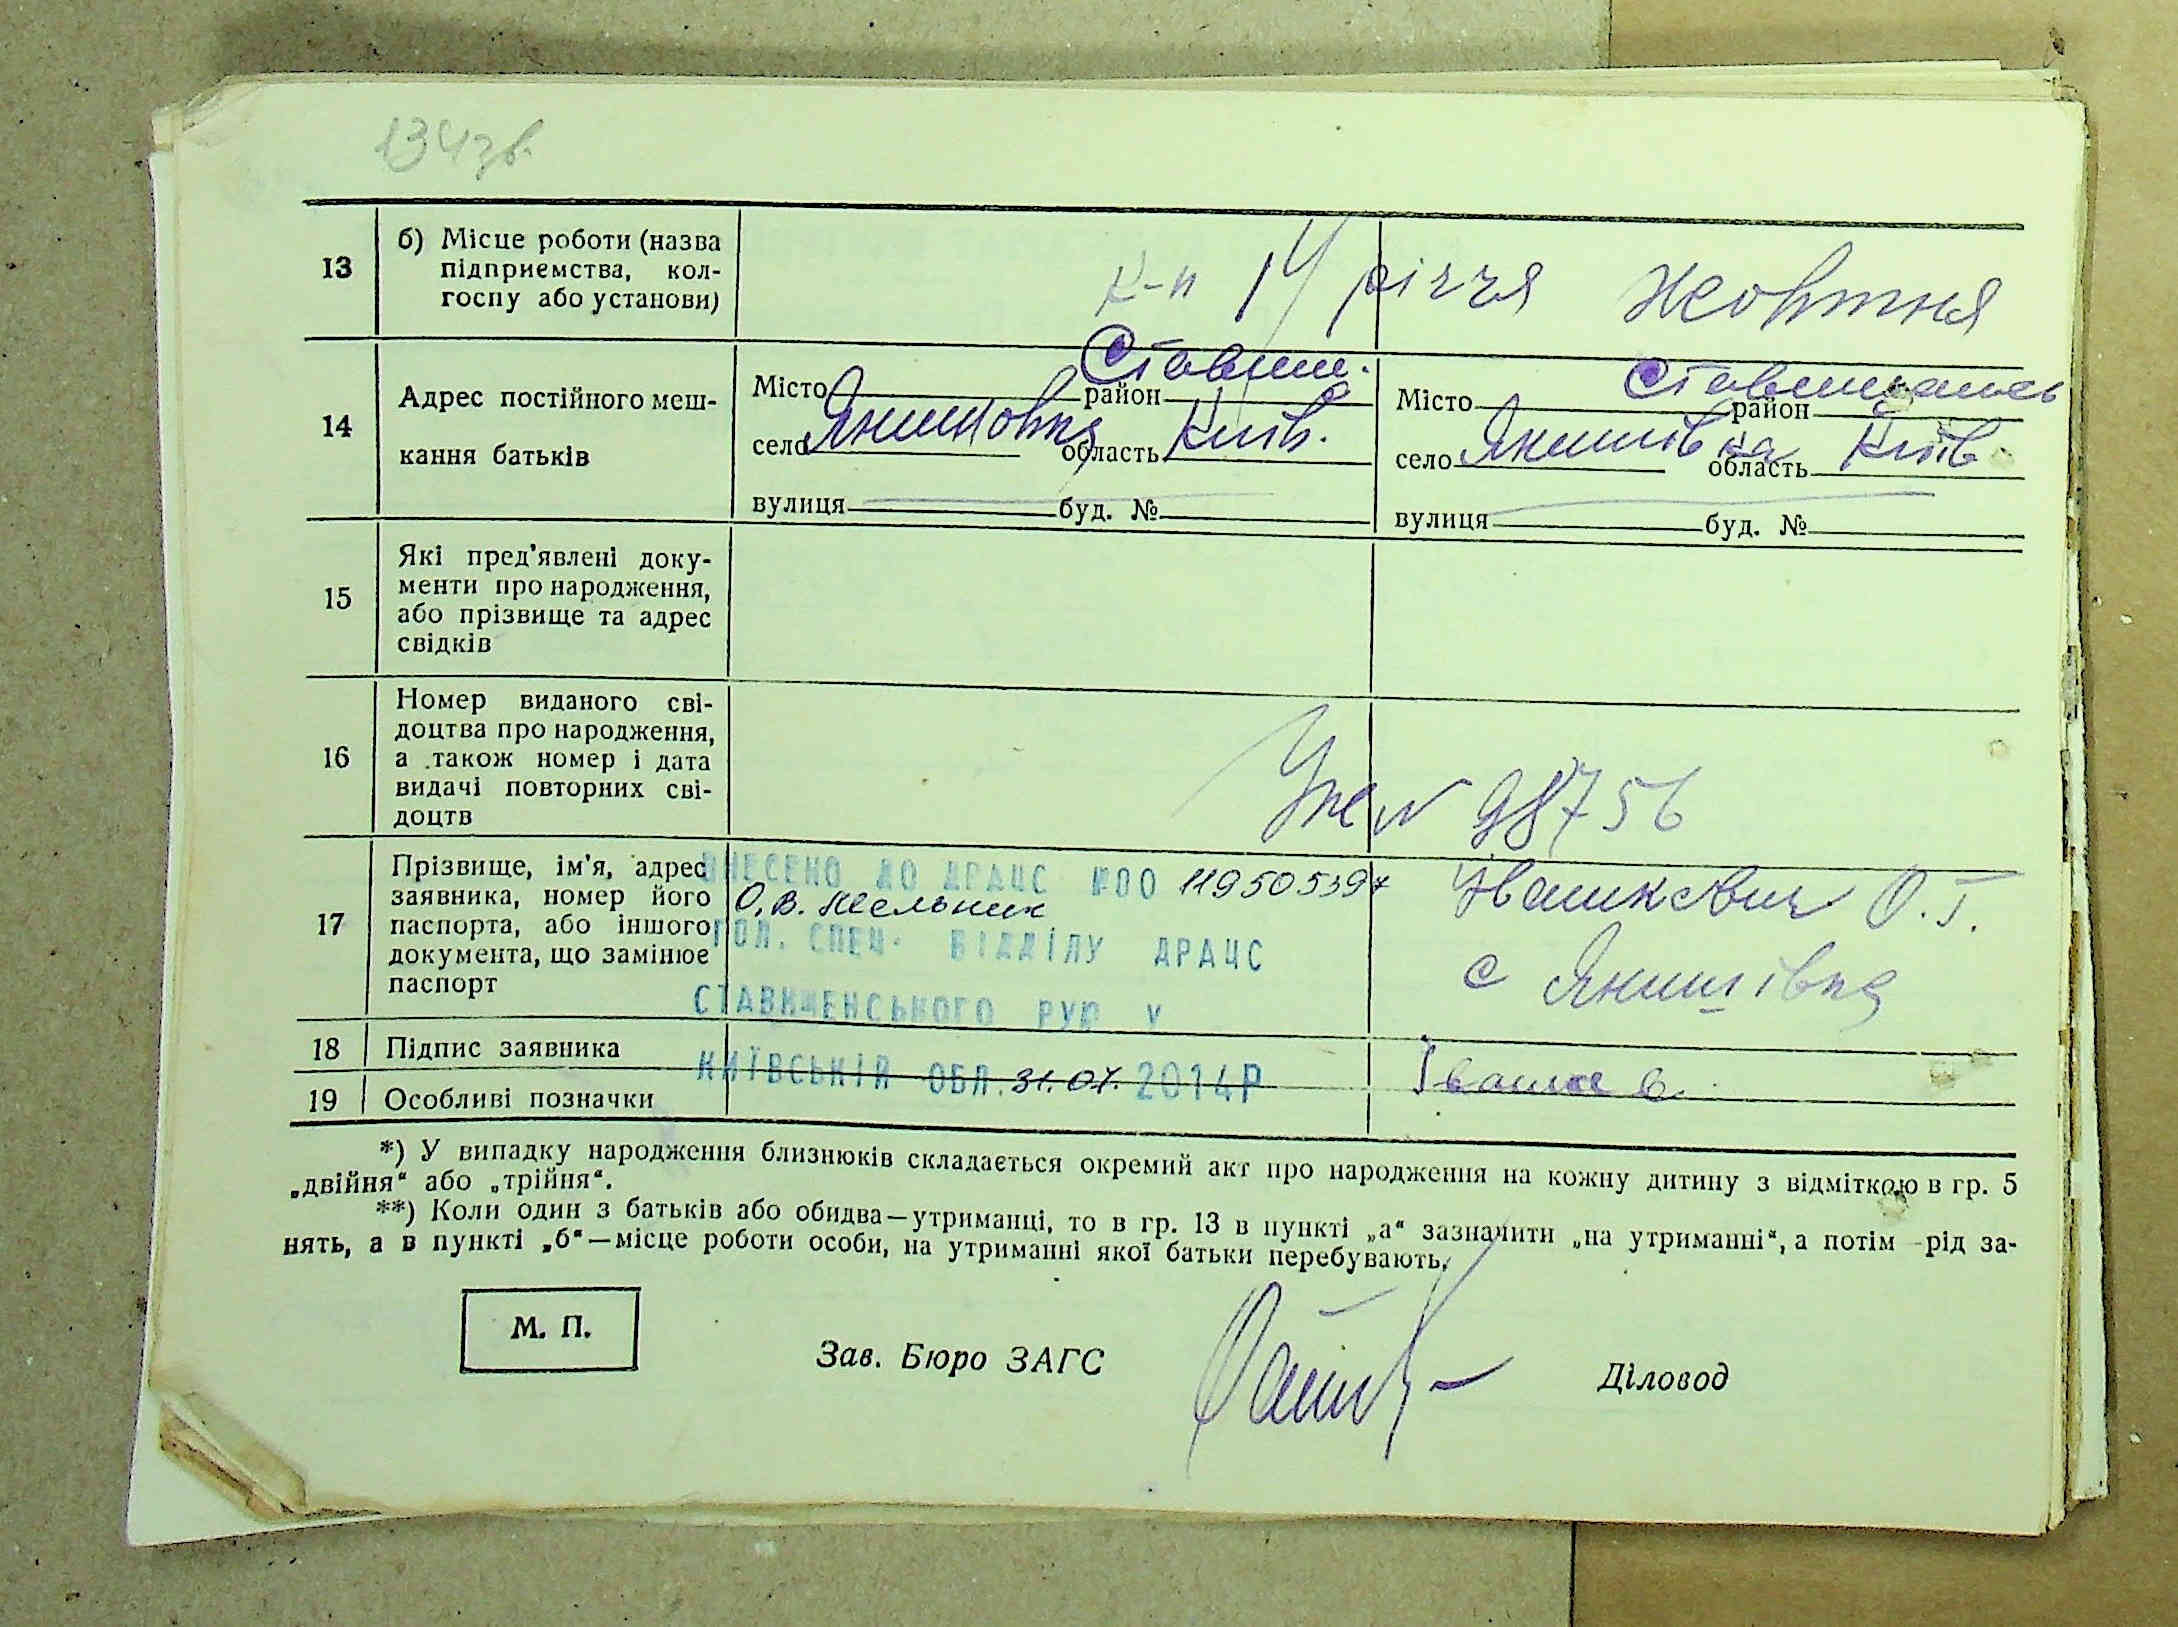 134зв.
13
б) Місце роботи (назва
підприємства, кол-
госпу або установи)
к-п 14 річчя Жовтня
14
Адрес постійного меш-
кання батьків
Місто район Ставищ.
село Янишовка область Київ.
вулиця буд. №
Місто район
село Янишівка область Київ.
вулиця буд. №
15
Які пред'явлені доку-
менти про народження,
або прізвище та адрес
свідків
16
Номер виданого сві-
доцтва про народження,
а також номер і дата
видачі повторних сві-
доцтв
N 98756
17
Прізвище, ім'я, адрес
заявника, номер його
паспорта, або іншого
документа, що замінює
паспорт
ВНЕСЕНО ДО ДРАЦС №00 119505397
О.В. Мельник
ГОЛ. СПЕЦ. ВІДДІЛУ ДРАЦС
СТАВИЩЕНСЬКОГО РУЮ У
КИЇВСЬКІЙ ОБЛ. 31.07. 2014Р
О.Г.
с Янишівка
18
Підпис заявника
19
Особливі позначки
*) У випадку народження близнюків складається окремий акт про народження на кожну дитину з відміткою в гр. 5
„двійня“ або „трійня“.
**) Коли один з батьків або обидва—утриманці, то в гр. 13 в пункті „а“ зазначити „на утриманні“, а потім рід за-
нять, а в пункті „б“—місце роботи особи, на утриманні якої батьки перебувають.
М. П.
Зав. Бюро ЗАГС
Діловод